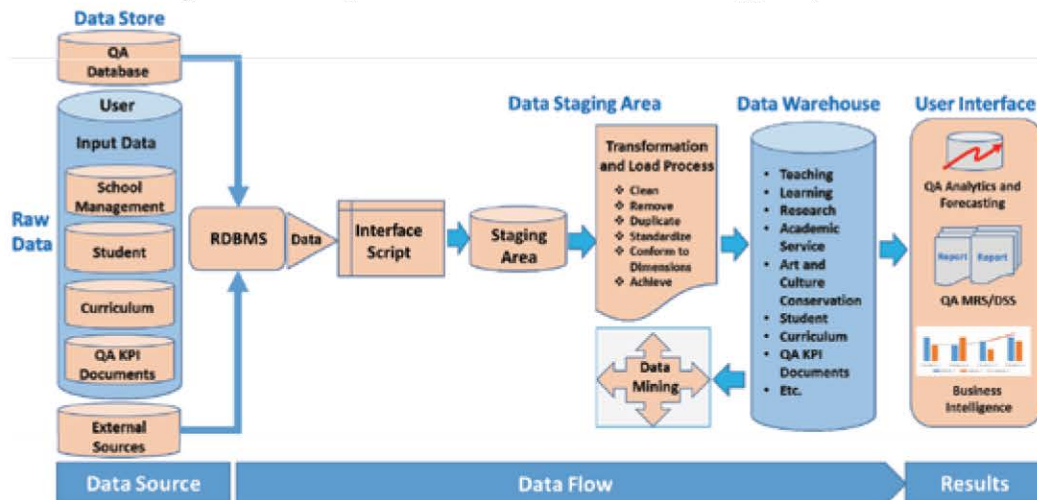 Data Store
QA
Database
User
Input Data
School
Management
Student
Curriculum
QA KPI
Documents
External
Sources
Raw
Data
RDBMS
Data
Interface
Script
Staging
Area
Data Staging Area
Transformation
and Load Process
❖ Clean
❖ Remove
❖ Duplicate
❖ Standardize
❖ Conform to
Dimensions
❖ Achieve
Data
Mining
Data Warehouse
• Teaching
• Learning
• Research
• Academic
Service
• Art and
Culture
Conservation
• Student
• Curriculum
• QA KPI
Documents
• Etc.
User Interface
QA Analytics and
Forecasting
Report Report
QA MRS/DSS
Business
Intelligence
Data Source
Data Flow
Results